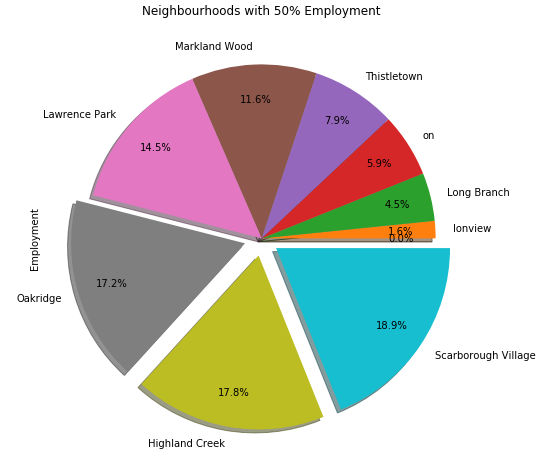 Neighbourhoods with 50% Employment
Markland Wood
Thistletown
Lawrence Park
on
Long Branch
Ionview
Employment
Oakridge
Scarborough Village
Highland Creek
11.6%
7.9%
14.5%
5.9%
4.5%
1.6%
0.0%
17.2%
18.9%
17.8%